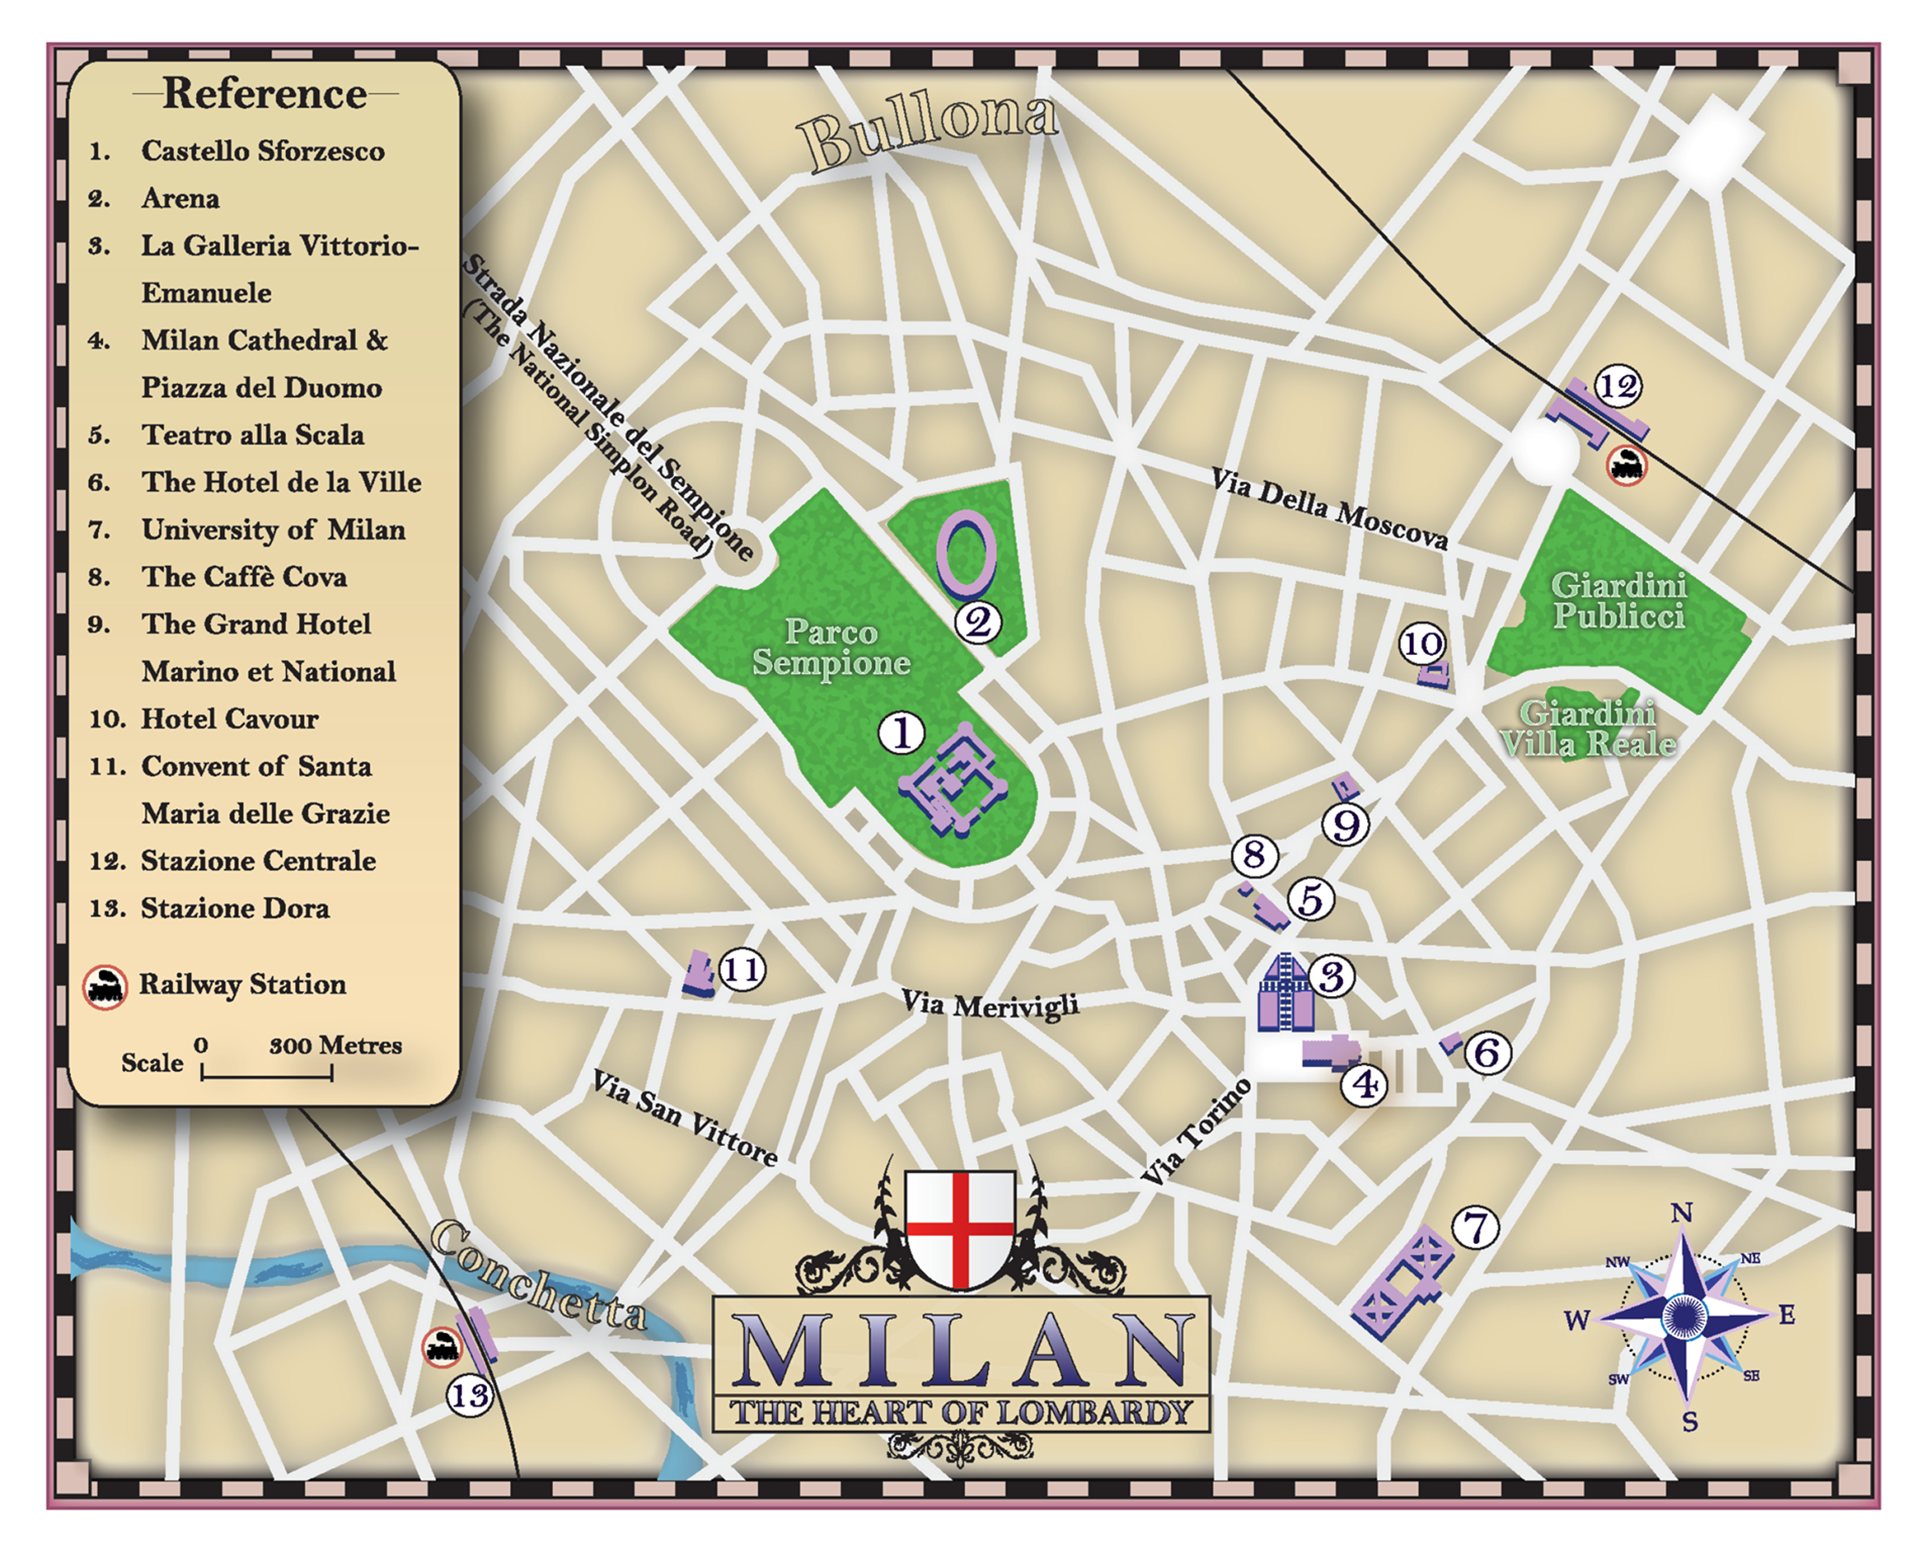 Reference
1. Castello Sforzesco
2. Arena
3. La Galleria Vittorio-
Emanuele
4. Milan Cathedral &
Piazza del Duomo
5. Teatro alla Scala
6. The Hotel de la Ville
7. University of Milan
8. The Caffè Cova
9. The Grand Hotel
Marino et National
10. Hotel Cavour
11. Convent of Santa
Maria delle Grazie
12. Stazione Centrale
13. Stazione Dora
Railway Station
Scale 0 300 Metres
Bullona
Strada Nazionale del Sempione
(The National Simplon Road)
12
Via Della Moscova
Giardini
Publicci
Parco
Sempione
2
10
Giardini
Villa Reale
1
9
8
5
11
3
Via Merivigli
6
4
Via San Vittore
Via Torino
7
Conchetta
13
MILAN
THE HEART OF LOMBARDY
N
NW
NE
W
E
SW
SE
S